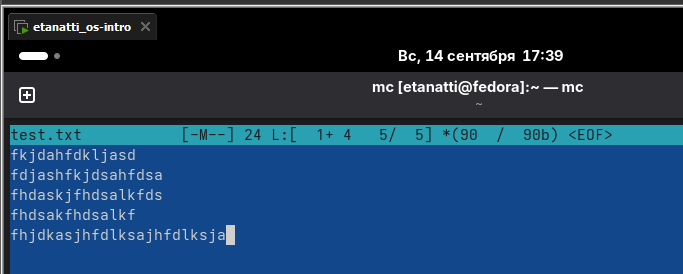 etanatti_os-intro
Вс, 14 сентября 17:39
mc [etanatti@fedora]:~ — mc
~
test.txt [-M--] 24 L:[ 1+ 4 5/ 5] *(90 / 90b) <EOF>
fkjdahfdkljasd
fdjashfkjdsahfdsa
fhdaskjfhdsalkfds
fhdsakfhdsalkf
fhjdkasjhfdlksajhfdlksja